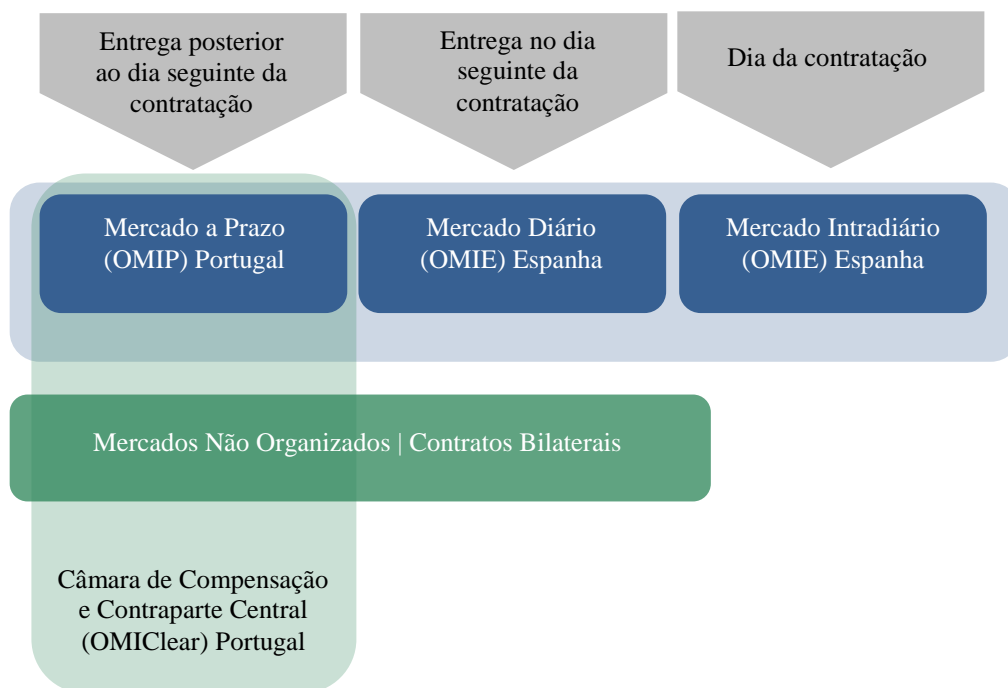 Entrega posterior
ao dia seguinte da
contratação
Entrega no dia
seguinte da
contratação
Dia da contratação
Mercado a Prazo
(OMIP) Portugal
Mercado Diário
(OMIE) Espanha
Mercado Intradiário
(OMIE) Espanha
Mercados Não Organizados | Contratos Bilaterais
Câmara de Compensação
e Contraparte Central
(OMIClear) Portugal